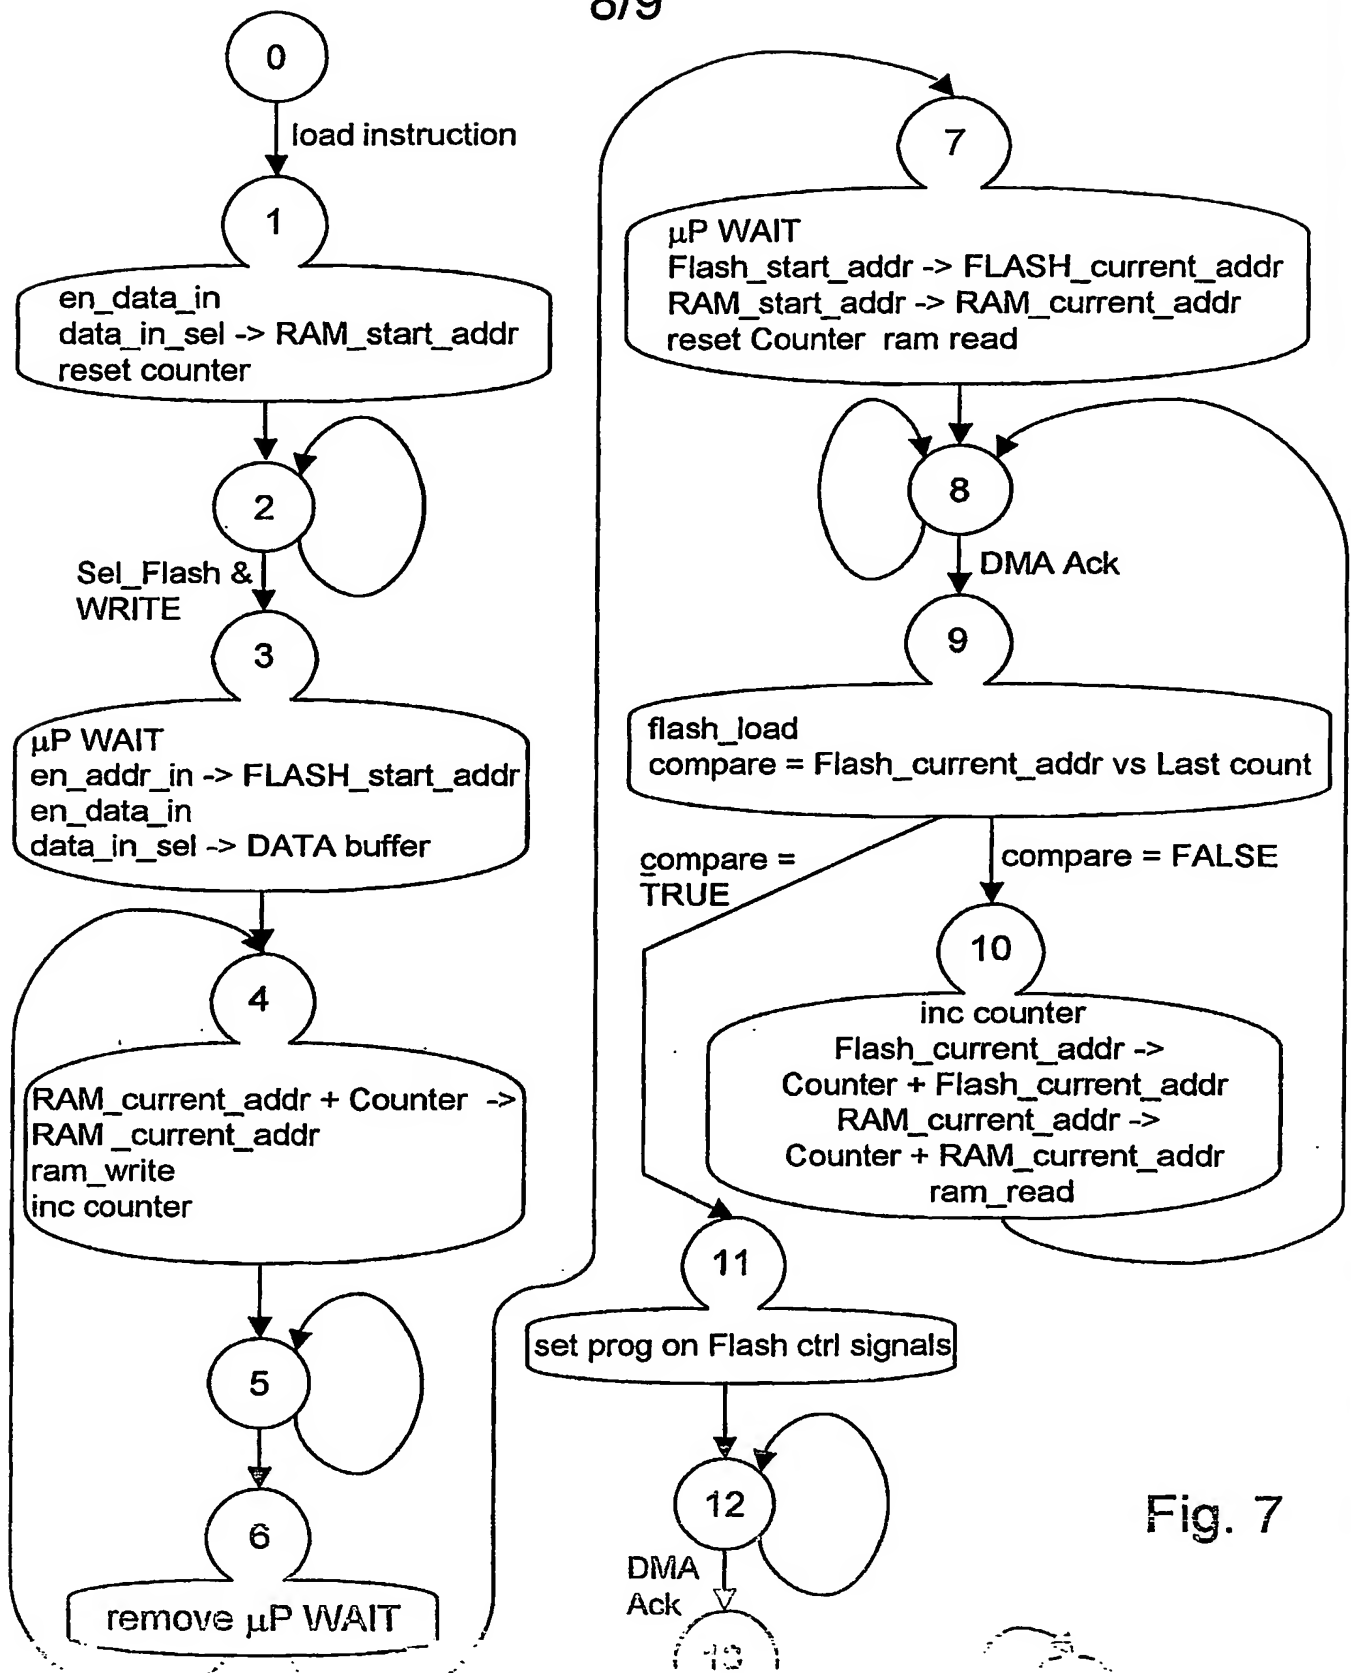 8/9
0
load instruction
1
en_data_in
data_in_sel -> RAM_start_addr
reset counter
2
Sel_Flash &
WRITE
3
µP WAIT
en_addr_in -> FLASH_start_addr
en_data_in
data_in_sel -> DATA buffer
4
RAM_current_addr + Counter ->
RAM _current_addr
ram_write
inc counter
5
6
remove µP WAIT
7
µP WAIT
Flash_start_addr -> FLASH_current_addr
RAM_start_addr -> RAM_current_addr
reset Counter ram read
8
DMA Ack
9
flash_load
compare = Flash_current_addr vs Last count
compare =
TRUE
compare = FALSE
10
inc counter
Flash_current_addr ->
Counter + Flash_current_addr
RAM_current_addr ->
Counter + RAM_current_addr
ram_read
11
set prog on Flash ctrl signals
12
DMA
Ack
13
Fig. 7